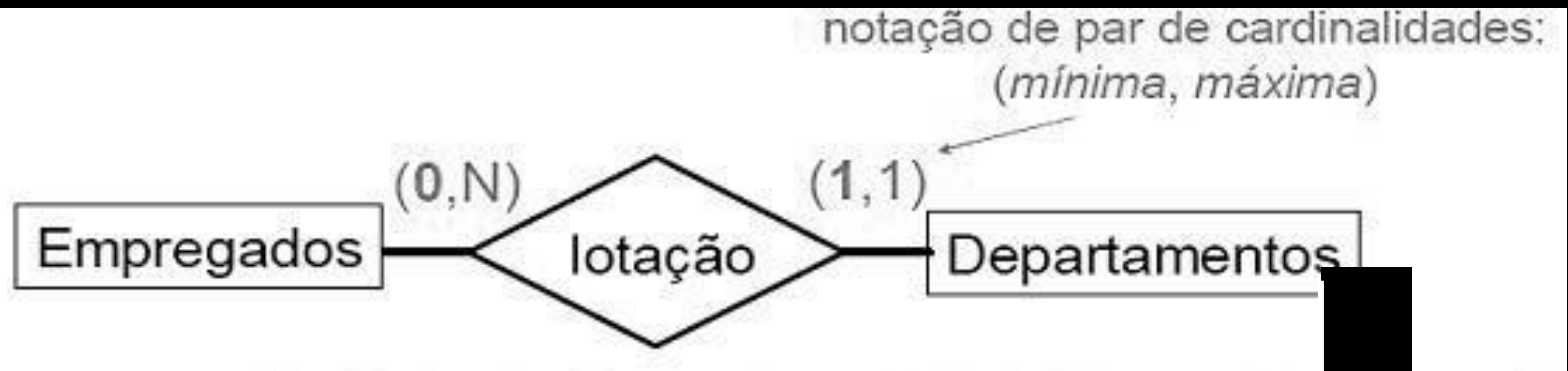 notação de par de cardinalidades:
(mínima, máxima)
(0,N)
(1,1)
Empregados
lotação
Departamentos